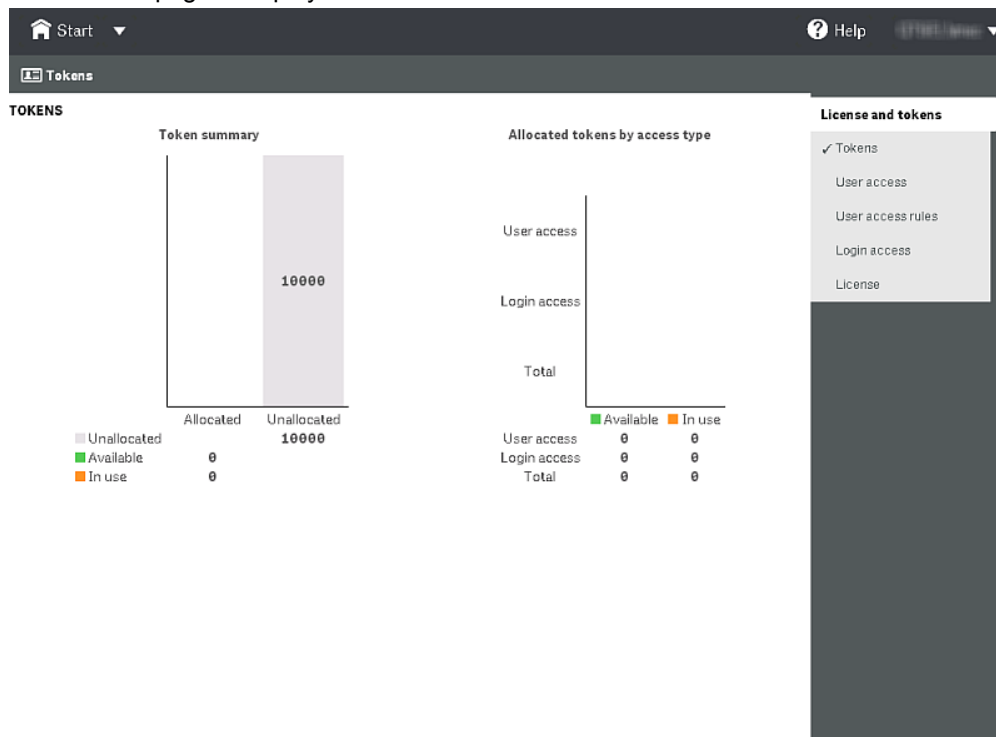 Start
Help
Tokens
TOKENS
Token summary
10000
Allocated Unallocated
Unallocated 10000
Available 0
In use 0
Allocated tokens by access type
User access
Login access
Total
Available In use
User access 0 0
Login access 0 0
Total 0 0
License and tokens
✓ Tokens
User access
User access rules
Login access
License